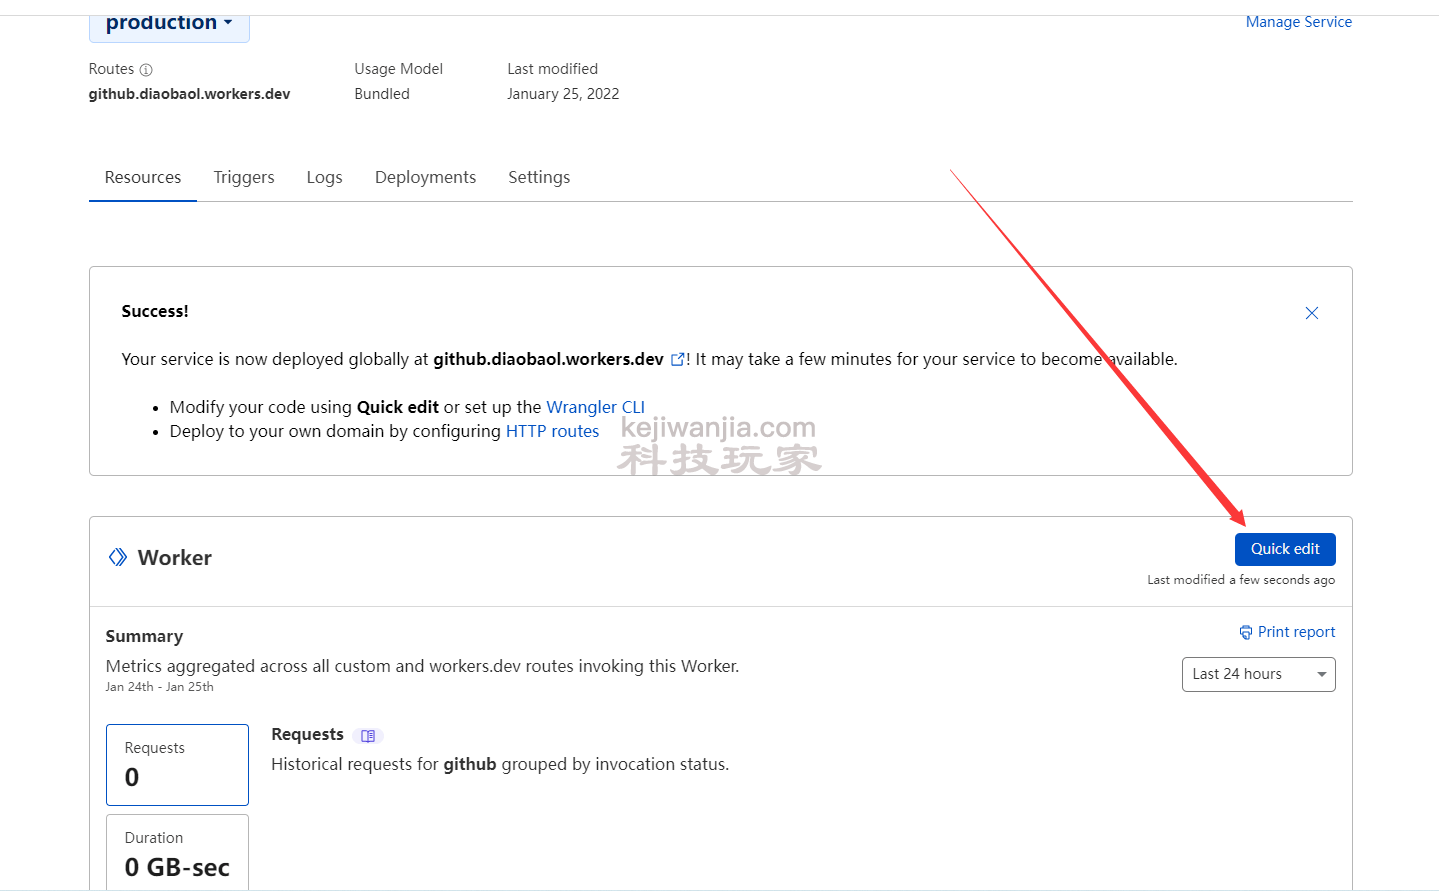 production
Manage Service
Routes
Usage Model
Last modified
github.diaobaol.workers.dev
Bundled
January 25, 2022
Resources
Triggers
Logs
Deployments
Settings
Success!
Your service is now deployed globally at github.diaobaol.workers.dev ! It may take a few minutes for your service to become available.
• Modify your code using Quick edit or set up the Wrangler CLI
• Deploy to your own domain by configuring HTTP routes
kejiwanjia.com
科技玩家
Worker
Quick edit
Last modified a few seconds ago
Summary
Print report
Metrics aggregated across all custom and workers.dev routes invoking this Worker.
Jan 24th - Jan 25th
Last 24 hours
Requests
0
Requests
Historical requests for github grouped by invocation status.
Duration
0 GB-sec